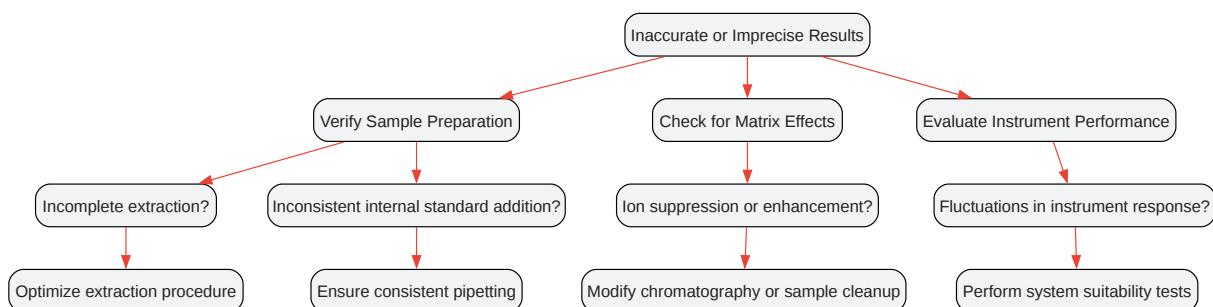 Inaccurate or Imprecise Results
Verify Sample Preparation
Check for Matrix Effects
Evaluate Instrument Performance
Incomplete extraction?
Inconsistent internal standard addition?
Ion suppression or enhancement?
Fluctuations in instrument response?
Optimize extraction procedure
Ensure consistent pipetting
Modify chromatography or sample cleanup
Perform system suitability tests